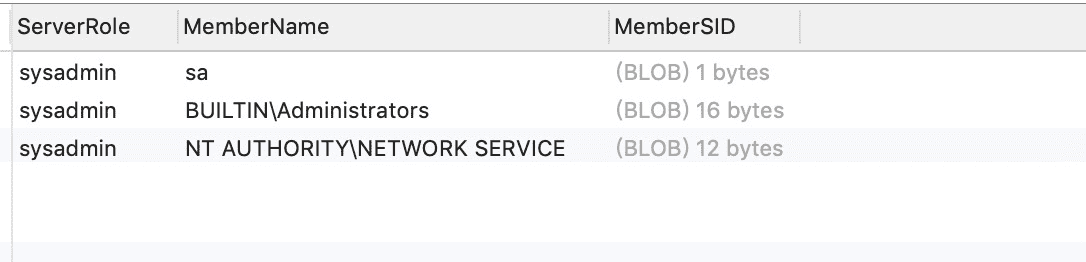 ServerRole MemberName MemberSID
sysadmin sa (BLOB) 1 bytes
sysadmin BUILTIN\Administrators (BLOB) 16 bytes
sysadmin NT AUTHORITY\NETWORK SERVICE (BLOB) 12 bytes